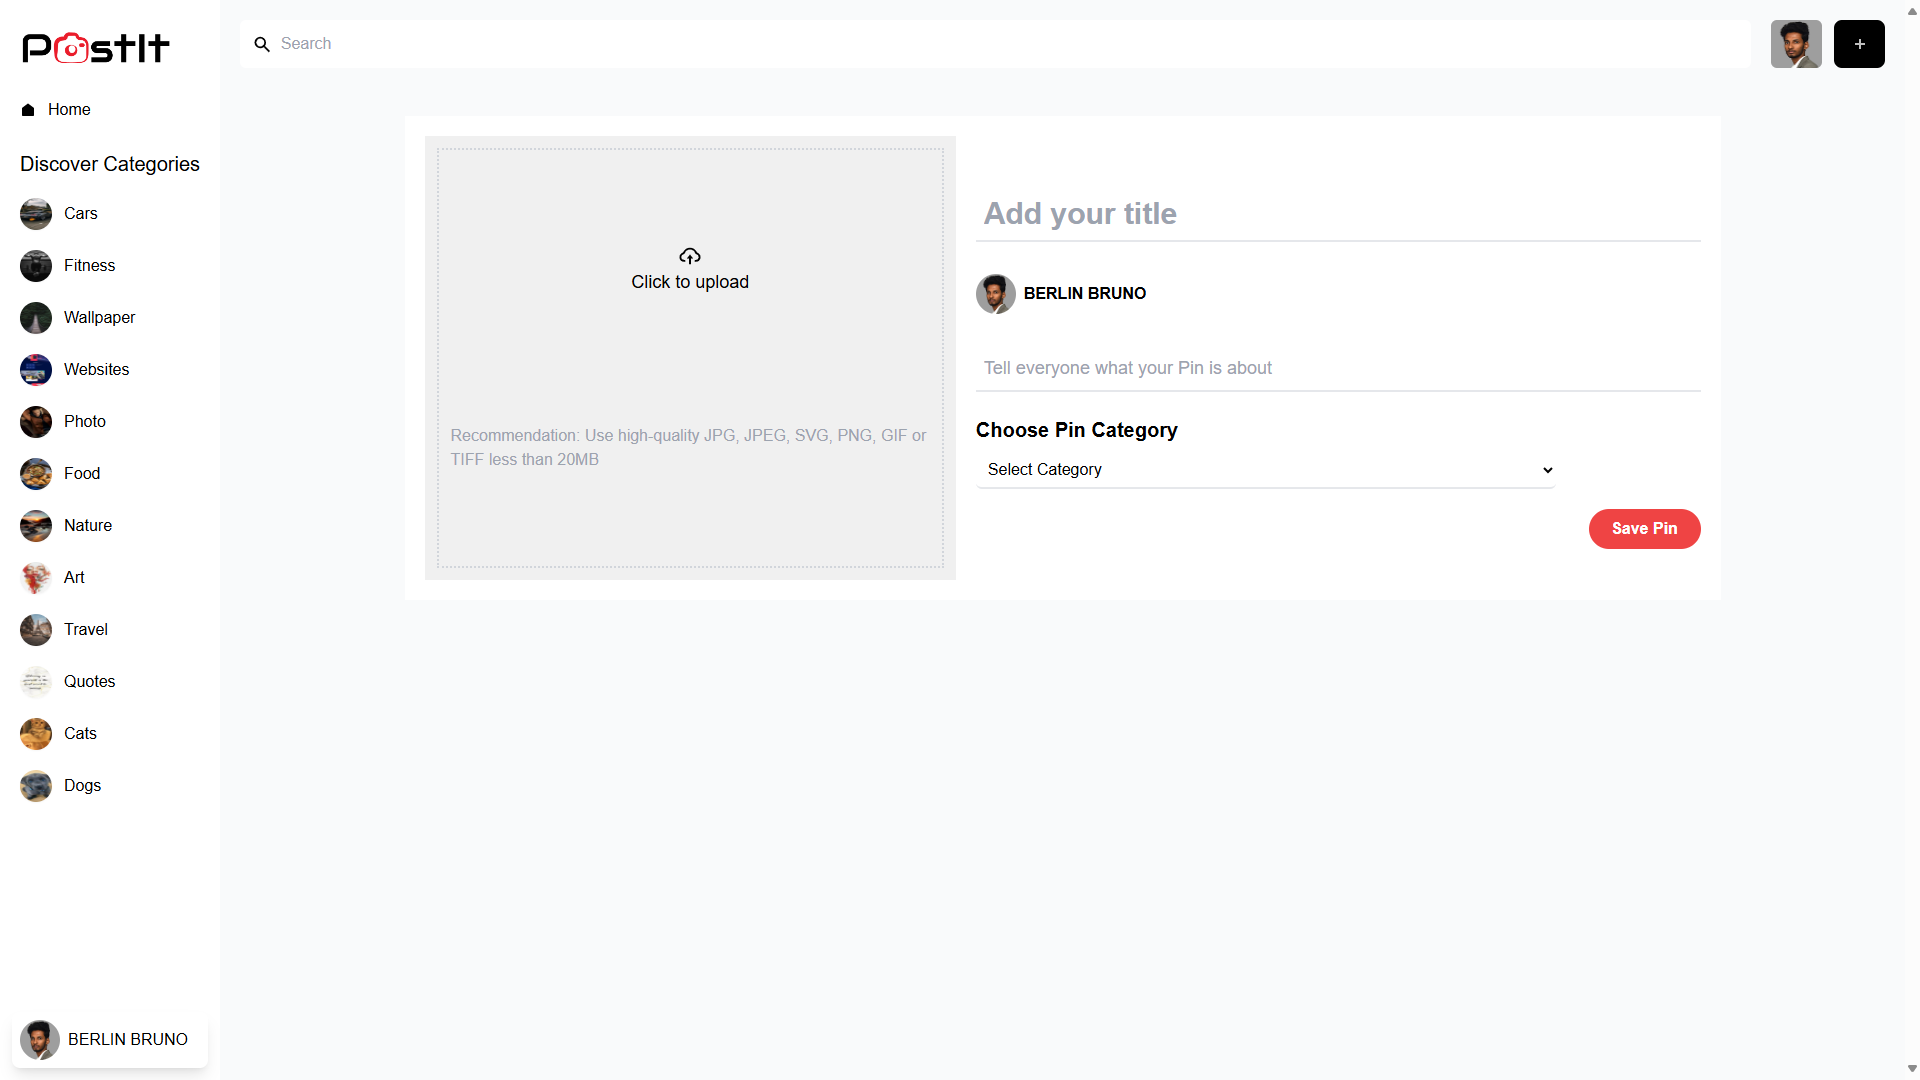 PostIt
Search
+
Home
Discover Categories
Cars
Fitness
Wallpaper
Websites
Photo
Food
Nature
Art
Travel
Quotes
Cats
Dogs
BERLIN BRUNO
Click to upload
Recommendation: Use high-quality JPG, JPEG, SVG, PNG, GIF or
TIFF less than 20MB
Add your title
BERLIN BRUNO
Tell everyone what your Pin is about
Choose Pin Category
Select Category
Save Pin